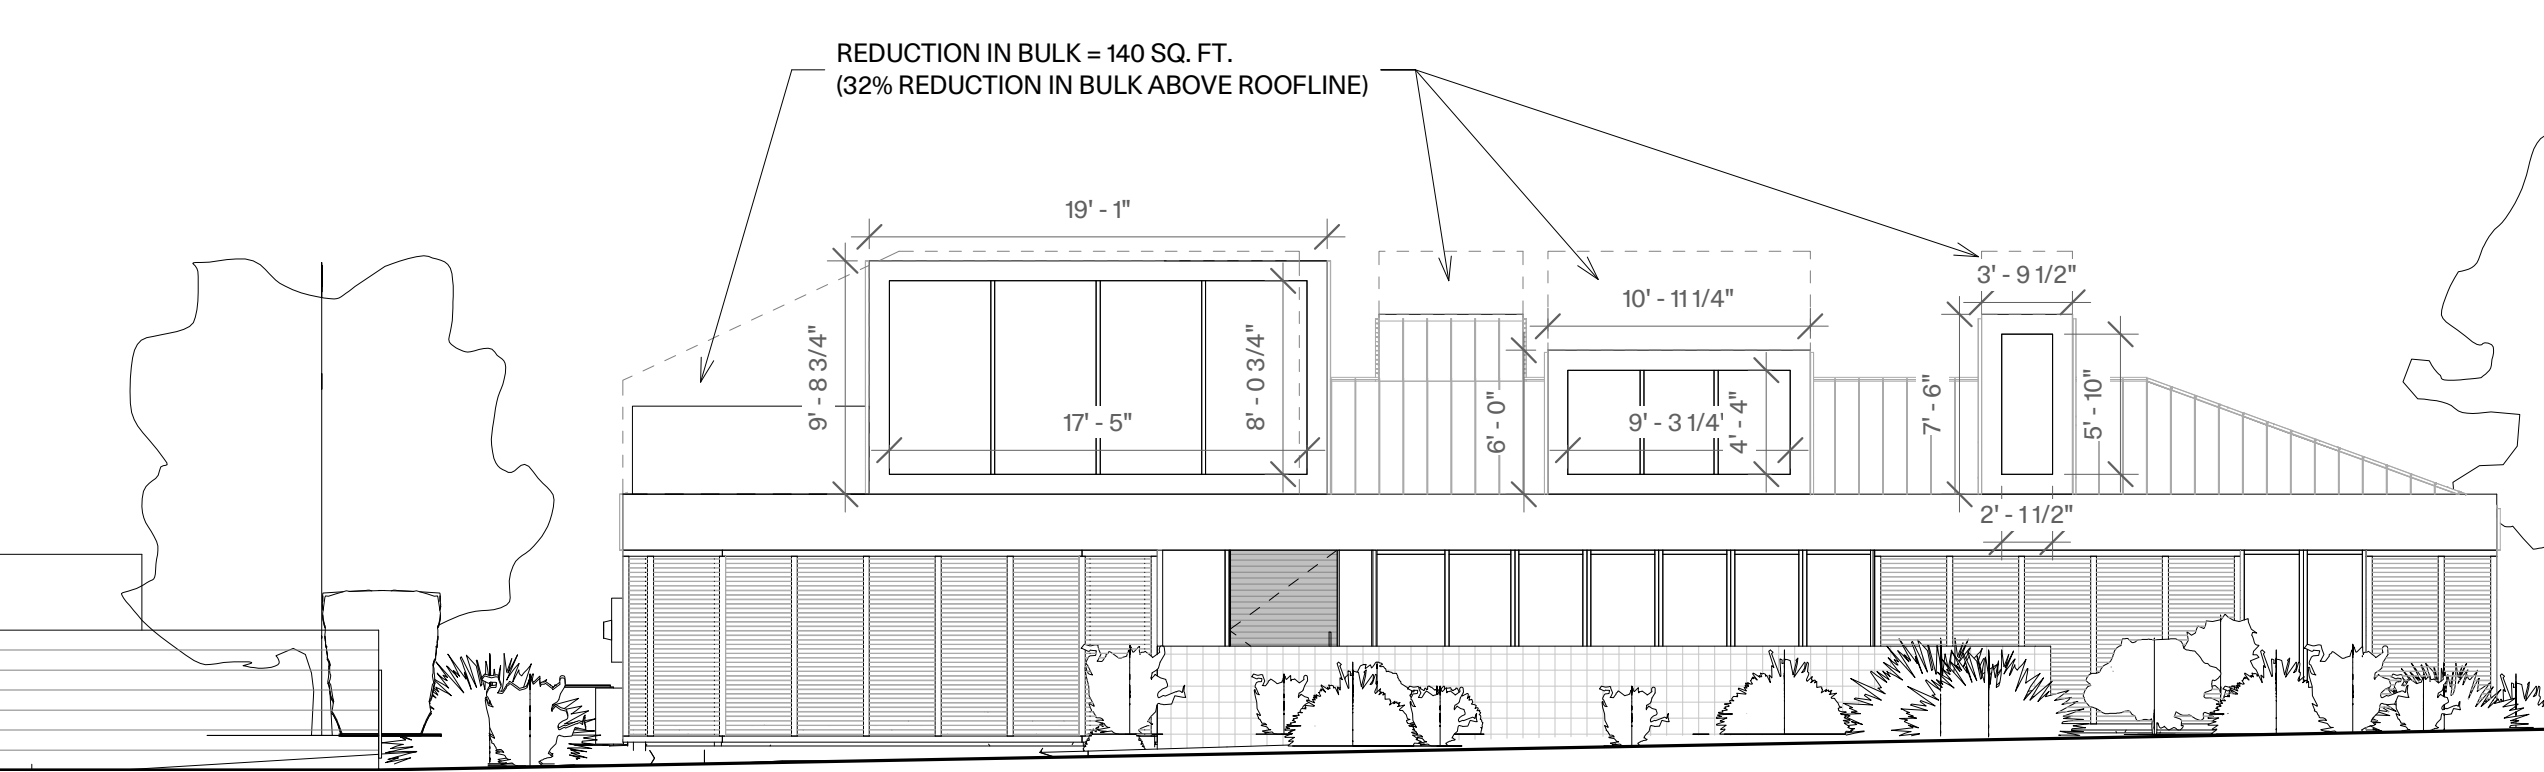 REDUCTION IN BULK = 140 SQ. FT.
(32% REDUCTION IN BULK ABOVE ROOFLINE)
19' - 1"
3' - 9 1/2"
10' - 11 1/4"
9' - 8 3/4"
8' - 0 3/4"
17' - 5"
6' - 0"
9' - 3 1/4'
4' - 4"
7' - 6"
5' - 10"
2' - 1 1/2"